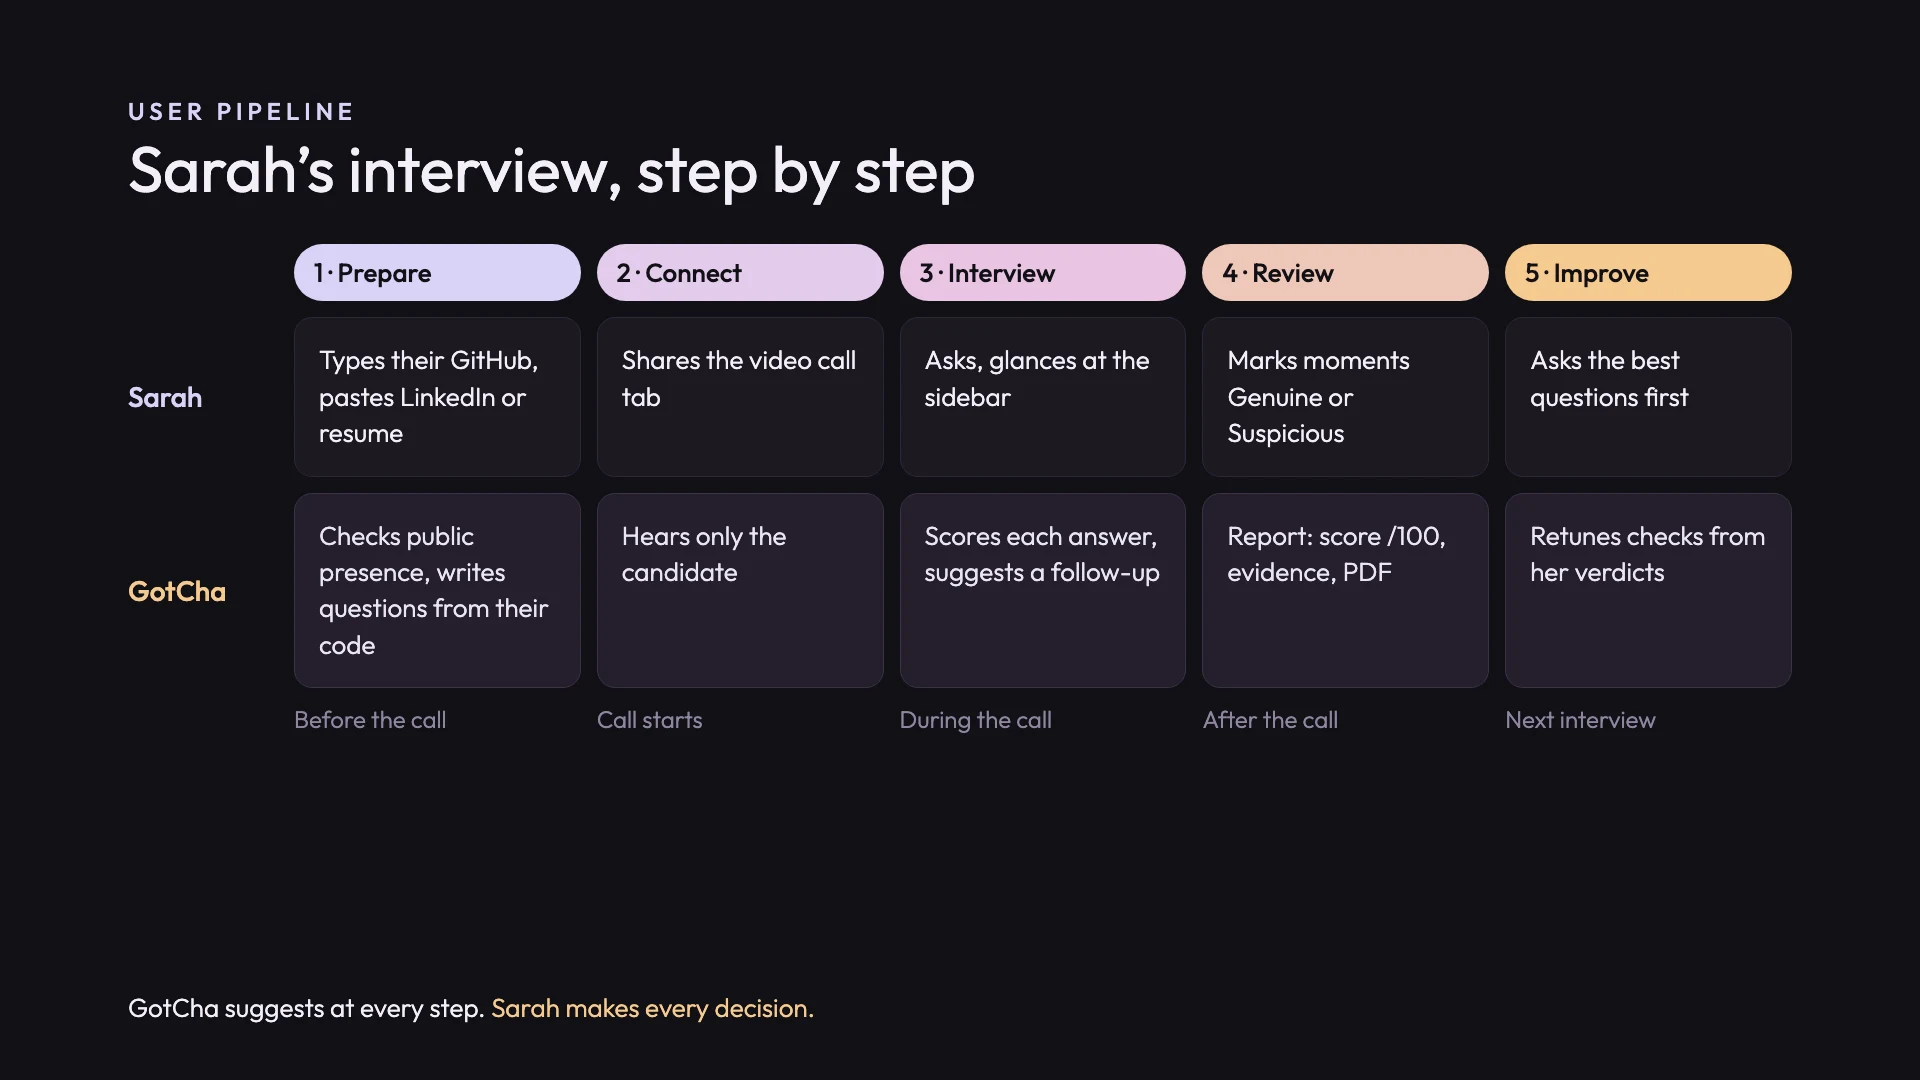 USER PIPELINE
Sarah’s interview, step by step
1 · Prepare
2 · Connect
3 · Interview
4 · Review
5 · Improve
Sarah
Types their GitHub,
pastes LinkedIn or
resume
Shares the video call
tab
Asks, glances at the
sidebar
Marks moments
Genuine or
Suspicious
Asks the best
questions first
GotCha
Checks public
presence, writes
questions from their
code
Hears only the
candidate
Scores each answer,
suggests a follow-up
Report: score /100,
evidence, PDF
Retunes checks from
her verdicts
Before the call
Call starts
During the call
After the call
Next interview
GotCha suggests at every step. Sarah makes every decision.